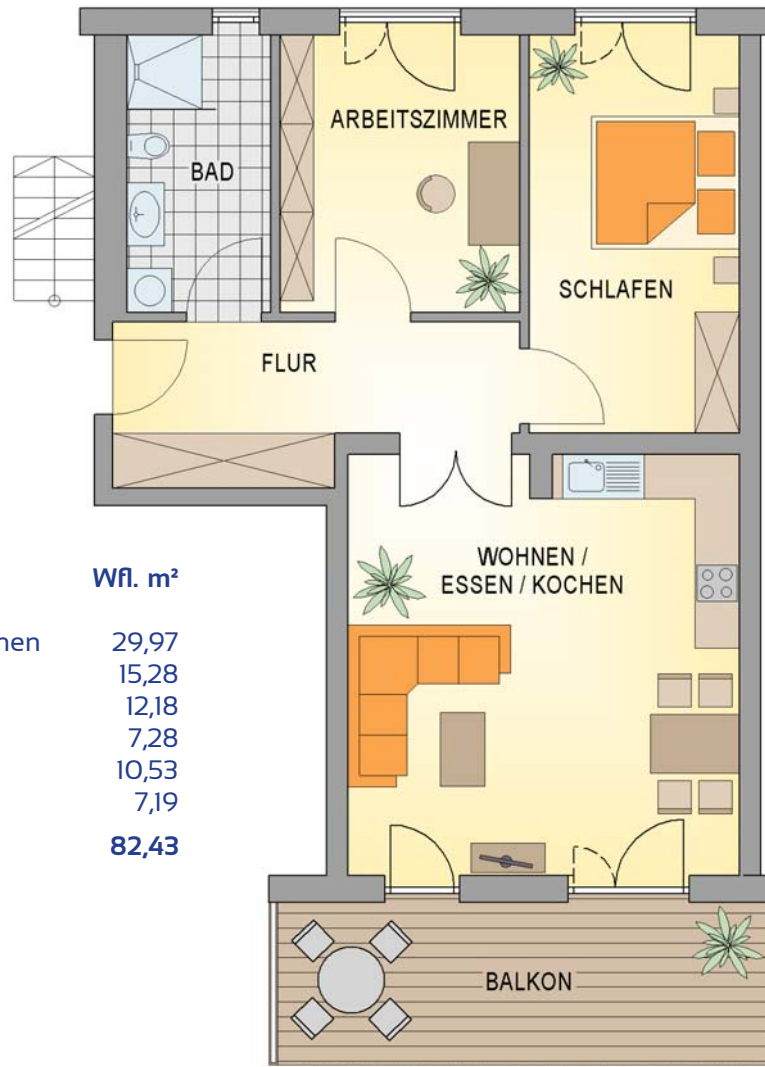 ARBEITSZIMMER
BAD
SCHLAFEN
FLUR
WOHNEN /
ESSEN / KOCHEN
BALKON
Wfl. m²
29,97
15,28
12,18
7,28
10,53
7,19
82,43